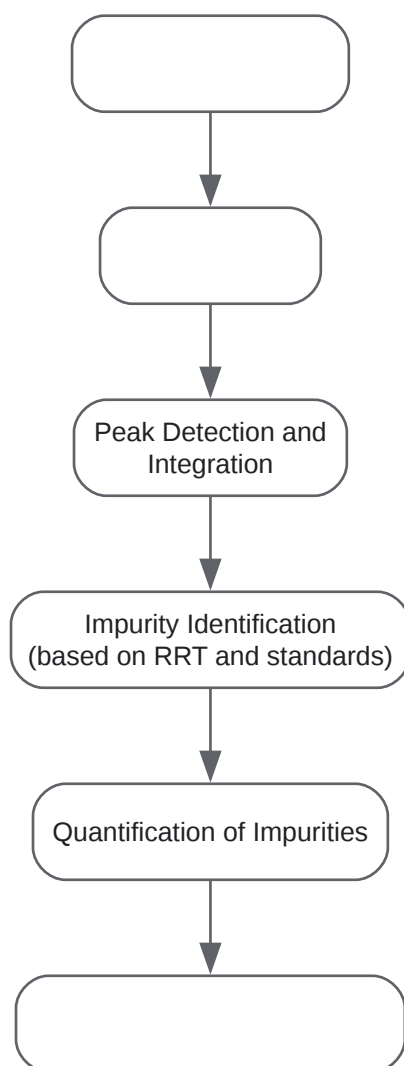 Peak Detection and
Integration
Impurity Identification
(based on RRT and standards)
Quantification of Impurities